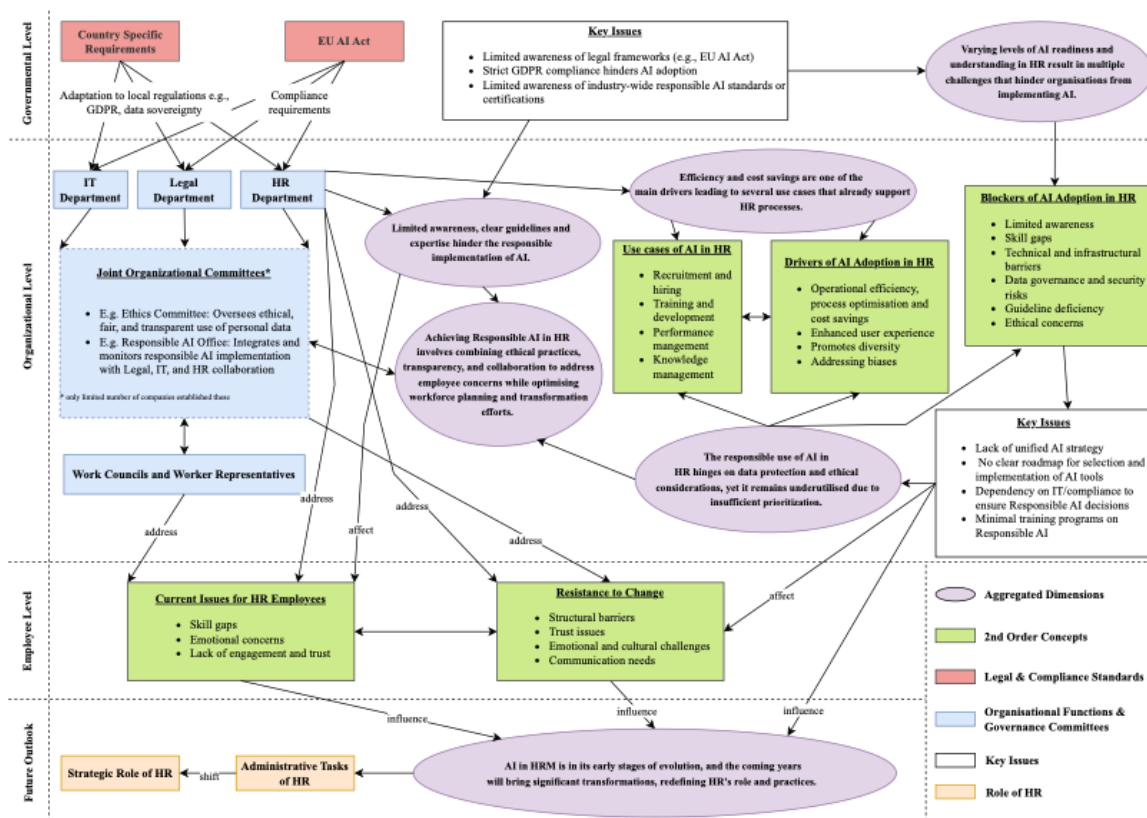 Governmental Level
Country Specific
Requirements
EU AI Act
Adaptation to local regulations e.g.,
GDPR, data sovereignty
Compliance
requirements
Key Issues
Limited awareness of legal frameworks (e.g., EU AI Act)
Strict GDPR compliance hinders AI adoption
Limited awareness of industry-wide responsible AI standards or
certifications
Varying levels of AI readiness and
understanding in HR result in multiple
challenges that hinder organisations from
implementing AI.
Organizational Level
IT
Department
Legal
Department
HR
Department
Joint Organizational Committees*
E.g. Ethics Committee: Oversees ethical,
fair, and transparent use of personal data
E.g. Responsible AI Office: Integrates and
monitors responsible AI implementation
with Legal, IT, and HR collaboration
* only limited number of companies established these
Work Councils and Worker Representatives
Limited awareness, clear guidelines and
expertise hinder the responsible
implementation of AI.
Achieving Responsible AI in HR
involves combining ethical practices,
transparency, and collaboration to address
employee concerns while optimising
workforce planning and transformation
efforts.
Efficiency and cost savings are one of the
main drivers leading to several use cases that already support
HR processes.
Use cases of AI in HR
Recruitment and
hiring
Training and
development
Performance
mangement
Knowledge
management
Drivers of AI Adoption in HR
Operational efficiency,
process optimisation and
cost savings
Enhanced user experience
Promotes diversity
Addressing biases
Blockers of AI Adoption in HR
Limited awareness
Skill gaps
Technical and infrastructural
barriers
Data governance and security
risks
Guideline deficiency
Ethical concerns
The responsible use of AI in
HR hinges on data protection and ethical
considerations, yet it remains underutilised due to
insufficient prioritization.
Key Issues
Lack of unified AI strategy
No clear roadmap for selection and
implementation of AI tools
Dependency on IT/compliance to
ensure Responsible AI decisions
Minimal training programs on
Responsible AI
address
address
affect
address
address
affect
Employee Level
Current Issues for HR Employees
Skill gaps
Emotional concerns
Lack of engagement and trust
Resistance to Change
Structural barriers
Trust issues
Emotional and cultural challenges
Communication needs
influence
influence
influence
Future Outlook
Strategic Role of HR
shift
Administrative Tasks
of HR
AI in HRM is in its early stages of evolution, and the coming years
will bring significant transformations, redefining HR's role and practices.
Aggregated Dimensions
2nd Order Concepts
Legal & Compliance Standards
Organisational Functions &
Governance Committees
Key Issues
Role of HR